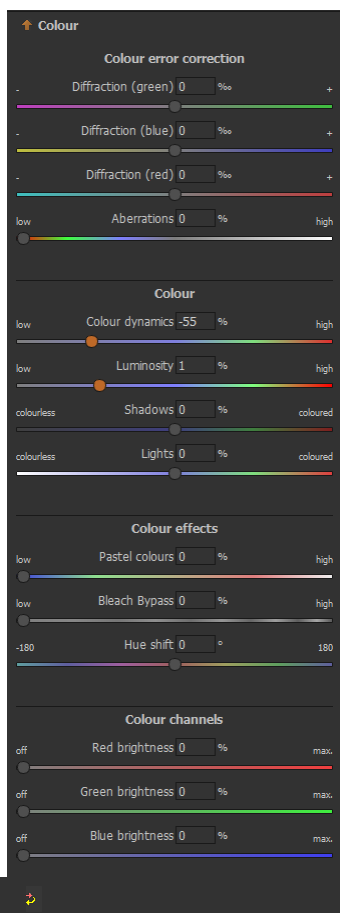 Colour
Colour error correction
Diffraction (green) 0 ‰
- +
Diffraction (blue) 0 ‰
- +
Diffraction (red) 0 ‰
- +
Aberrations 0 %
low high
Colour
Colour dynamics -55 %
low high
Luminosity 1 %
low high
Shadows 0 %
colourless coloured
Lights 0 %
colourless coloured
Colour effects
Pastel colours 0 %
low high
Bleach Bypass 0 %
low high
Hue shift 0 °
-180 180
Colour channels
Red brightness 0 %
off max.
Green brightness 0 %
off max.
Blue brightness 0 %
off max.